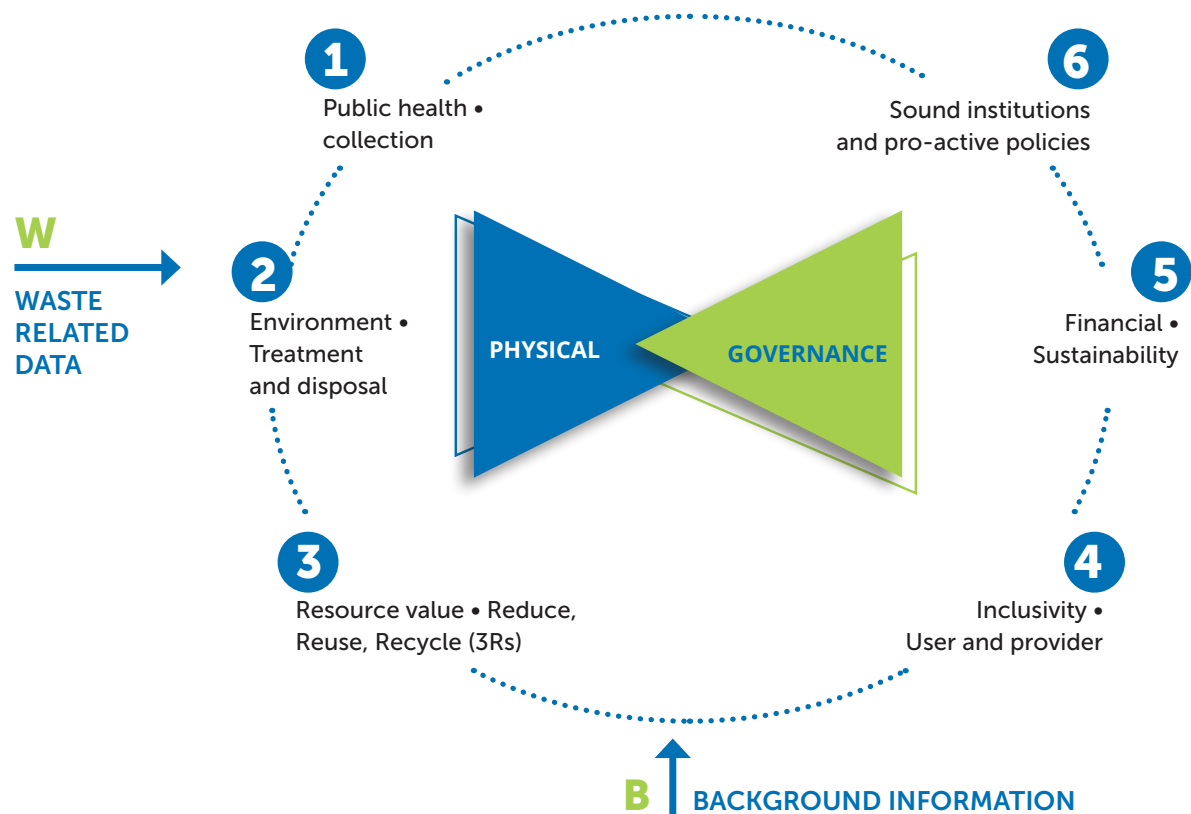 1
Public health •
collection
6
Sound institutions
and pro-active policies
W
WASTE
RELATED
DATA
2
Environment •
Treatment
and disposal
PHYSICAL
GOVERNANCE
5
Financial •
Sustainability
3
Resource value • Reduce,
Reuse, Recycle (3Rs)
4
Inclusivity •
User and provider
B
BACKGROUND INFORMATION